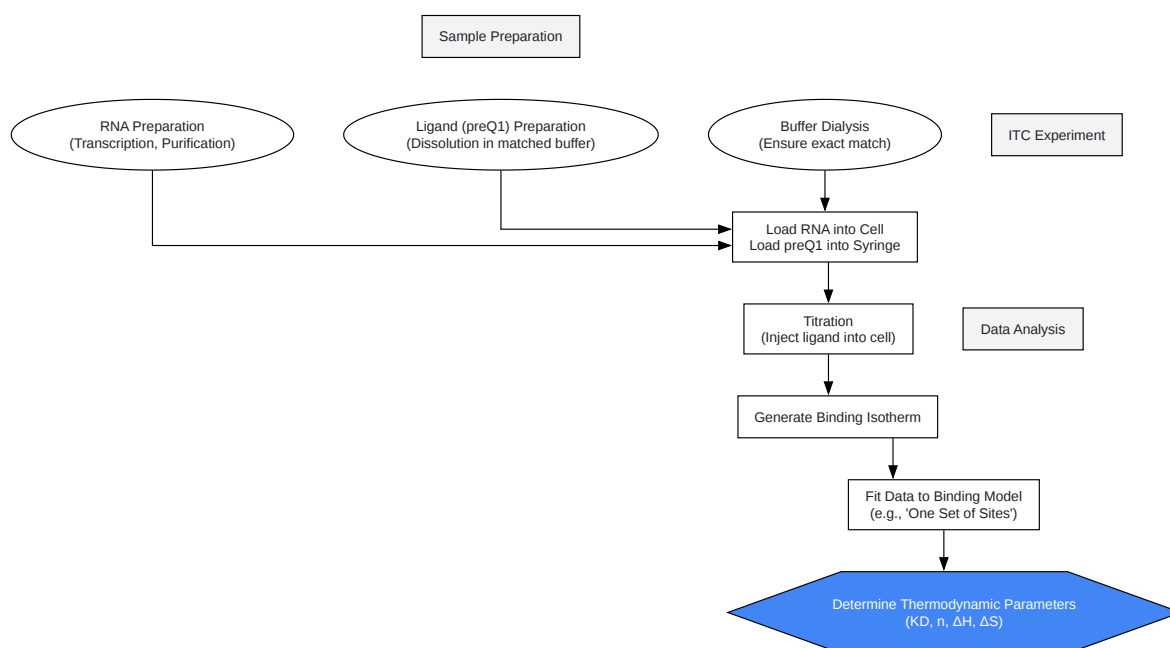 Sample Preparation
RNA Preparation
(Transcription, Purification)
Ligand (preQ1) Preparation
(Dissolution in matched buffer)
Buffer Dialysis
(Ensure exact match)
ITC Experiment
Load RNA into Cell
Load preQ1 into Syringe
Titration
(Inject ligand into cell)
Data Analysis
Generate Binding Isotherm
Fit Data to Binding Model
(e.g., 'One Set of Sites')
Determine Thermodynamic Parameters
(KD, n, ΔH, ΔS)